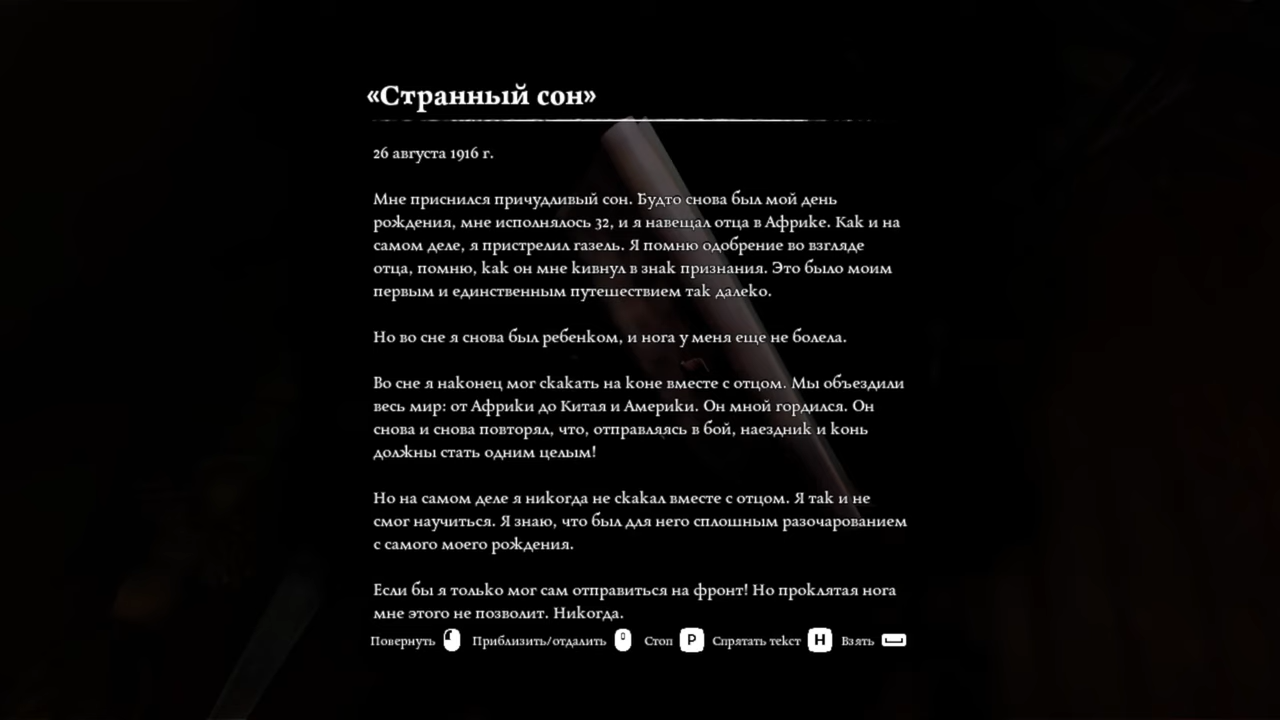 «Странный сон»
26 августа 1916 г.
Мне приснился причудливый сон. Будто снова был мой день
рождения, мне исполнялось 32, и я навещал отца в Африке. Как и на
самом деле, я пристрелил газель. Я помню одобрение во взгляде
отца, помню, как он мне кивнул в знак признания. Это было моим
первым и единственным путешествием так далеко.
Но во сне я снова был ребенком, и нога у меня еще не болела.
Во сне я наконец мог скакать на коне вместе с отцом. Мы объездили
весь мир: от Африки до Китая и Америки. Он мной гордился. Он
снова и снова повторял, что, отправляясь в бой, наездник и конь
должны стать одним целым!
Но на самом деле я никогда не скакал вместе с отцом. Я так и не
смог научиться. Я знаю, что был для него сплошным разочарованием
с самого моего рождения.
Если бы я только мог сам отправиться на фронт! Но проклятая нога
мне этого не позволит. Никогда.
Повернуть Приблизить/отдалить Стоп P Спрятать текст H Взять